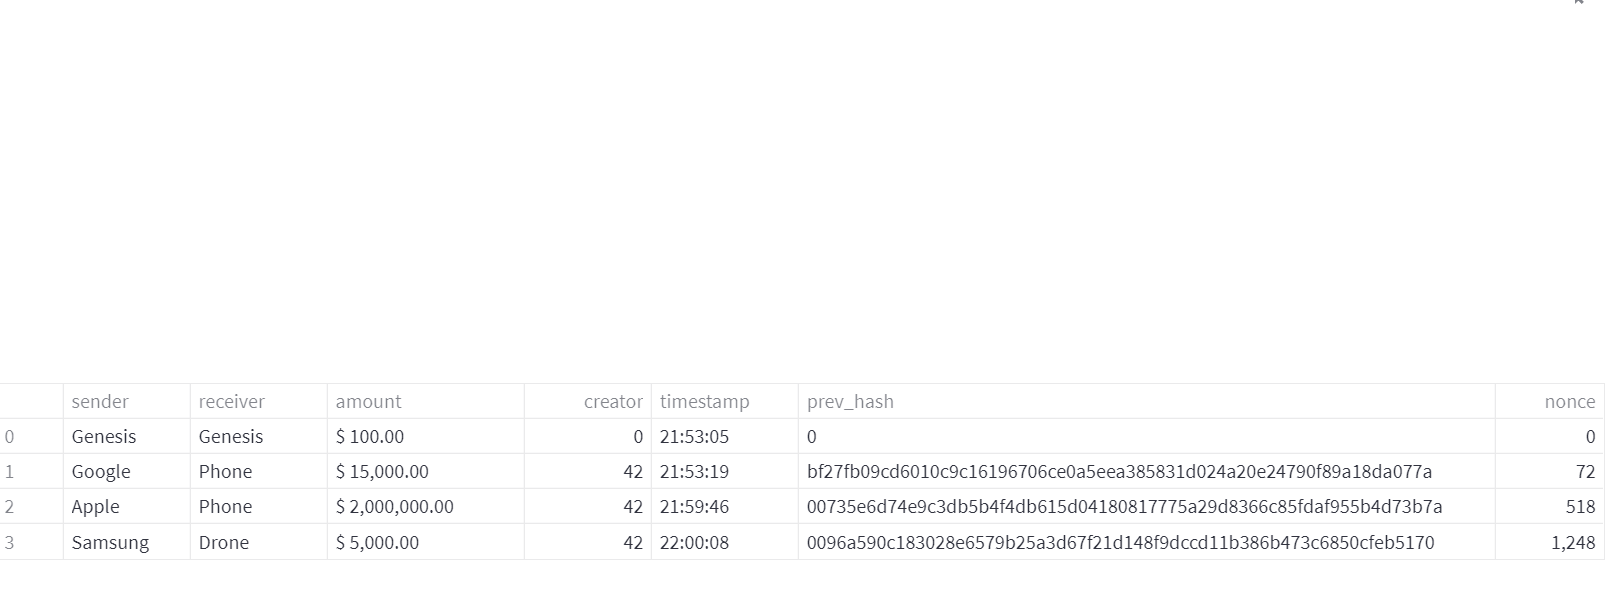 sender receiver amount creator timestamp prev_hash nonce
0 Genesis Genesis $ 100.00 0 21:53:05 0 0
1 Google Phone $ 15,000.00 42 21:53:19 bf27fb09cd6010c9c16196706ce0a5eea385831d024a20e24790f89a18da077a 72
2 Apple Phone $ 2,000,000.00 42 21:59:46 00735e6d74e9c3db5b4f4db615d04180817775a29d8366c85fdaf955b4d73b7a 518
3 Samsung Drone $ 5,000.00 42 22:00:08 0096a590c183028e6579b25a3d67f21d148f9dccd11b386b473c6850cfeb5170 1,248